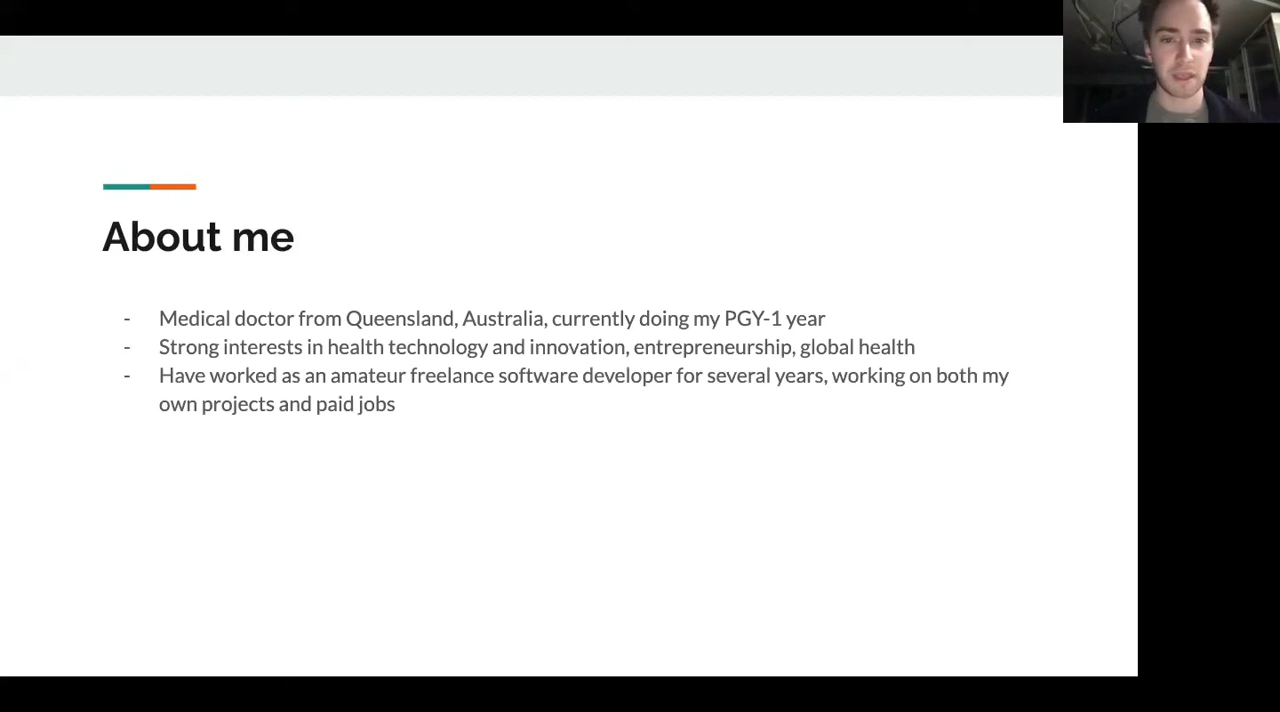 About me
- Medical doctor from Queensland, Australia, currently doing my PGY-1 year
- Strong interests in health technology and innovation, entrepreneurship, global health
- Have worked as an amateur freelance software developer for several years, working on both my
own projects and paid jobs